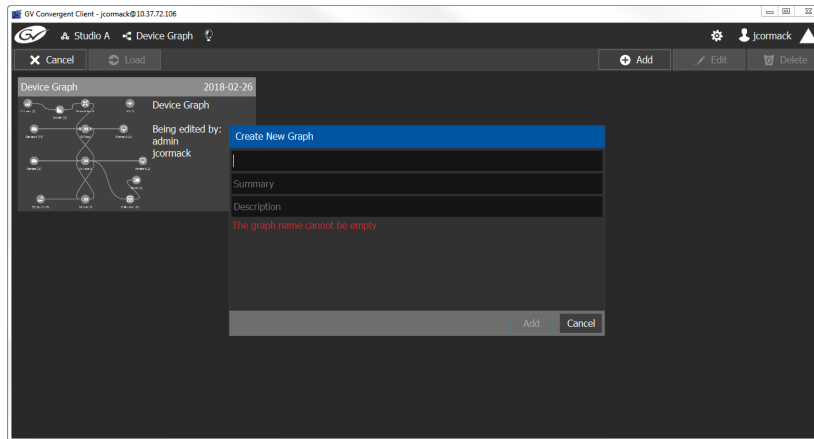 GV Convergent Client - jcormack@10.37.72.106
GV Studio A Device Graph jcormack
Cancel Load Add Edit Delete
Device Graph 2018-02-26
Device Graph
Being edited by:
admin
jcormack
Create New Graph
Summary
Description
The graph name cannot be empty
Add Cancel